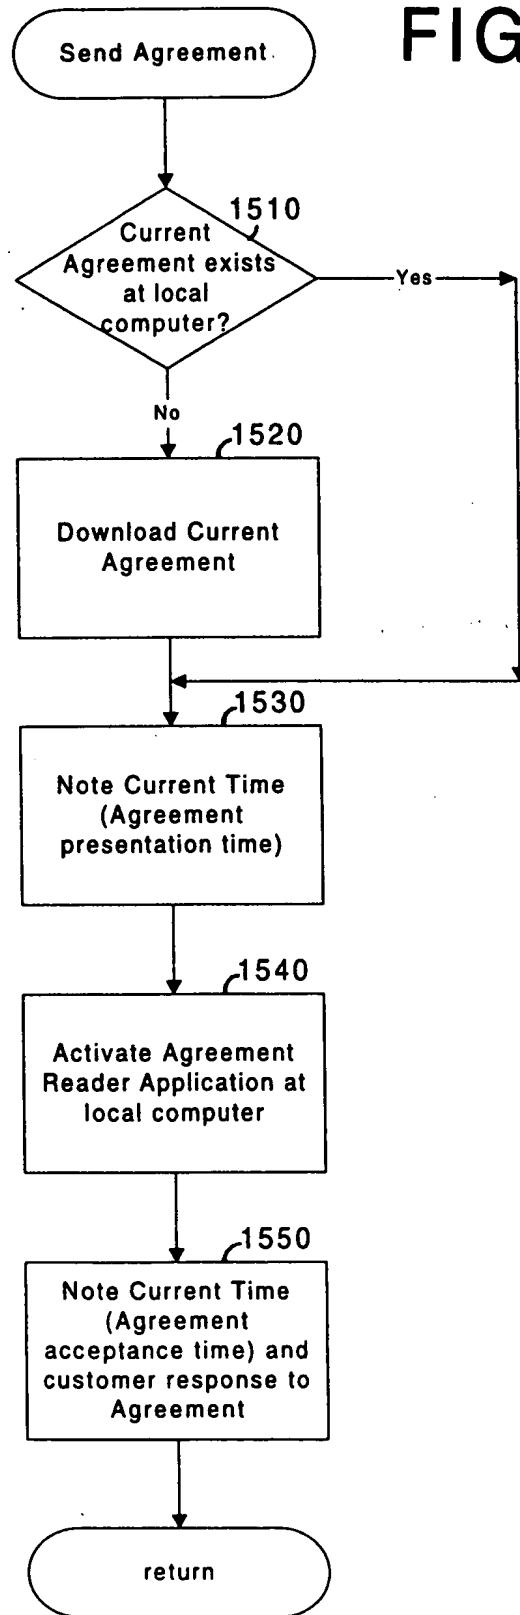 FIG
Send Agreement
1510
Current
Agreement exists
at local
computer?
Yes
No
1520
Download Current
Agreement
1530
Note Current Time
(Agreement
presentation time)
1540
Activate Agreement
Reader Application at
local computer
1550
Note Current Time
(Agreement
acceptance time) and
customer response to
Agreement
return